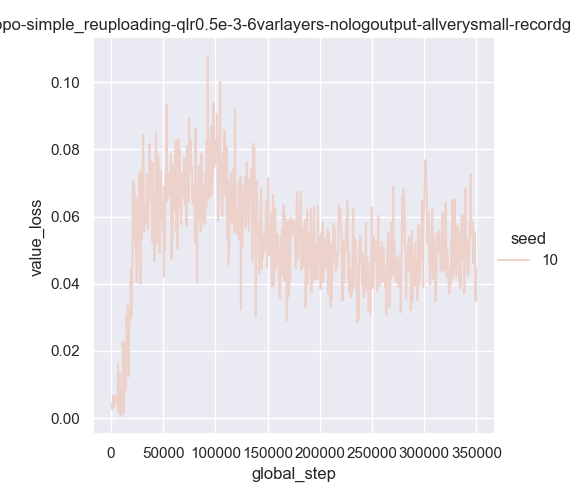 ppo-simple_reuploading-qlr0.5e-3-6varlayers-nologoutput-allverysmall-recordg
0.10
0.08
0.06
0.04
0.02
0.00
value_loss
0 50000 100000 150000 200000 250000 300000 350000
global_step
seed
10